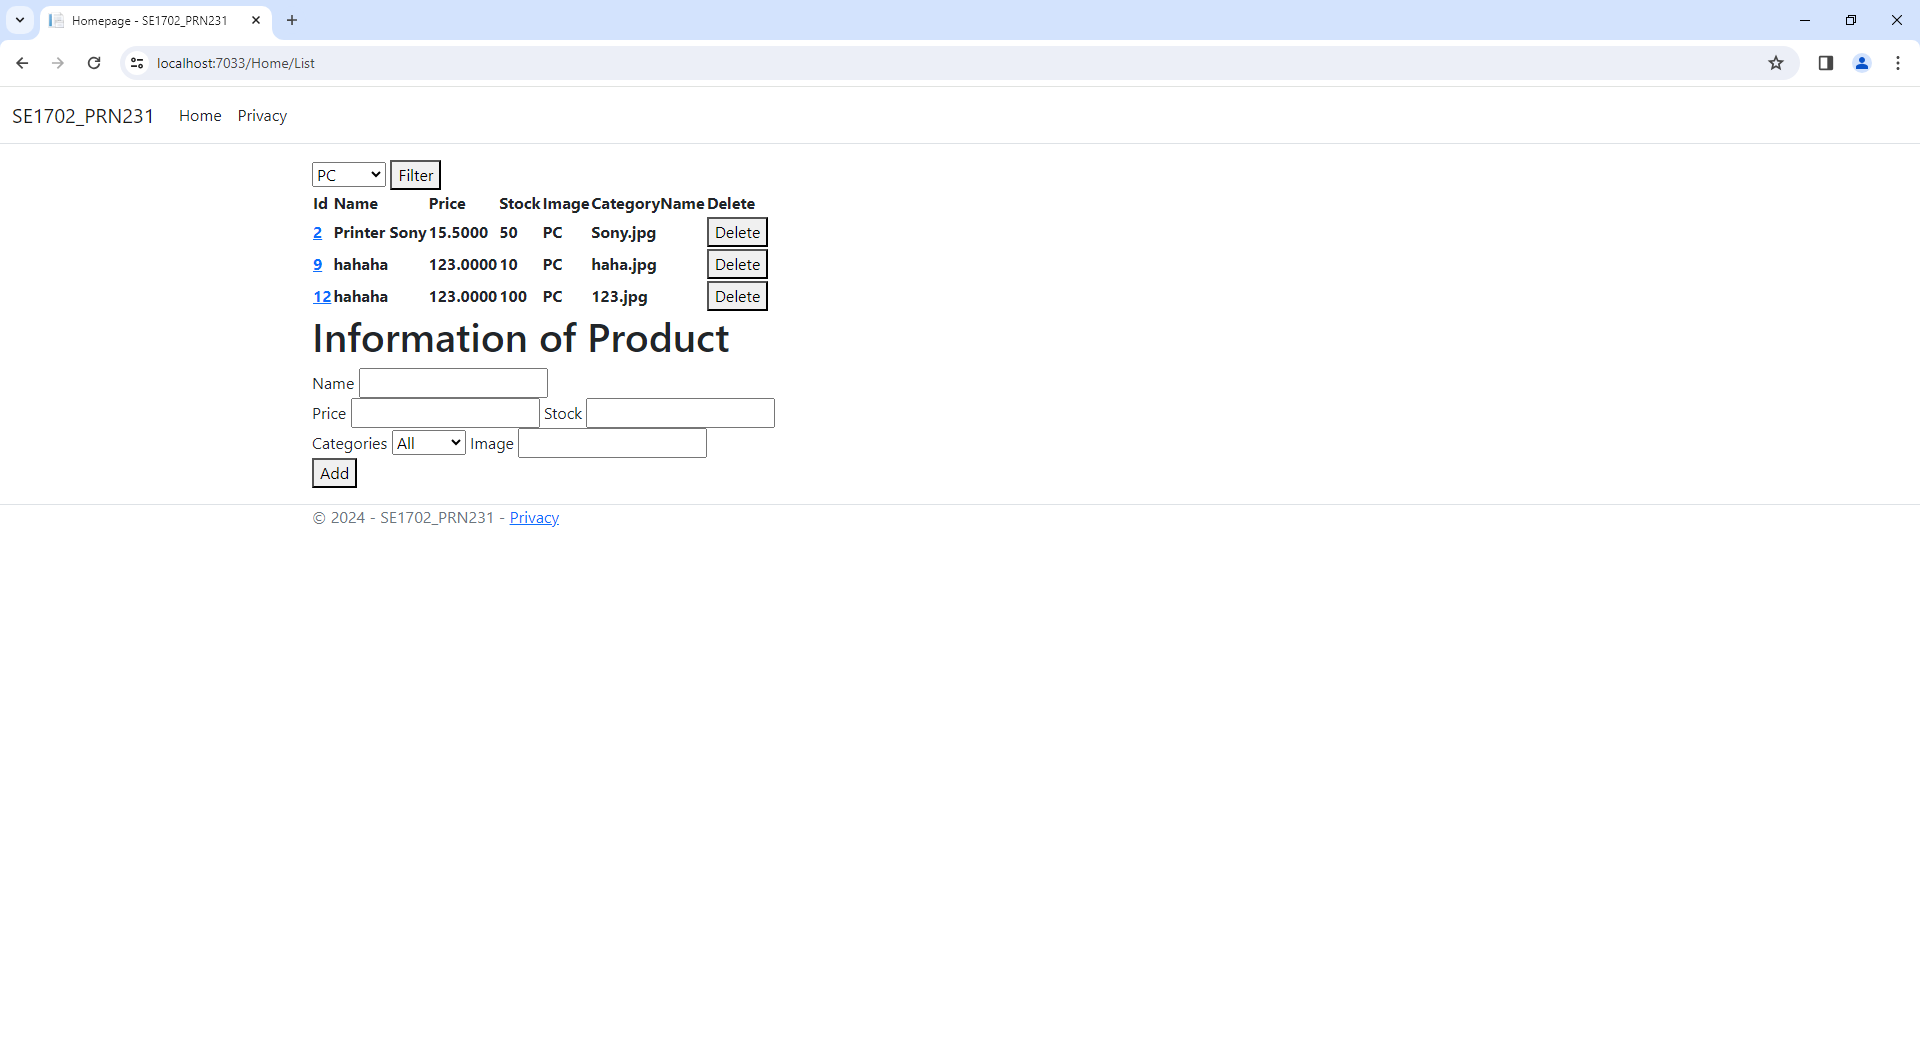 Homepage - SE1702_PRN231
localhost:7033/Home/List
SE1702_PRN231 Home Privacy
PC Filter
Id Name Price Stock Image CategoryName Delete
2 Printer Sony 15.5000 50 PC Sony.jpg Delete
9 hahaha 123.0000 10 PC haha.jpg Delete
12 hahaha 123.0000 100 PC 123.jpg Delete
Information of Product
Name
Price Stock
Categories All Image
Add
© 2024 - SE1702_PRN231 - Privacy